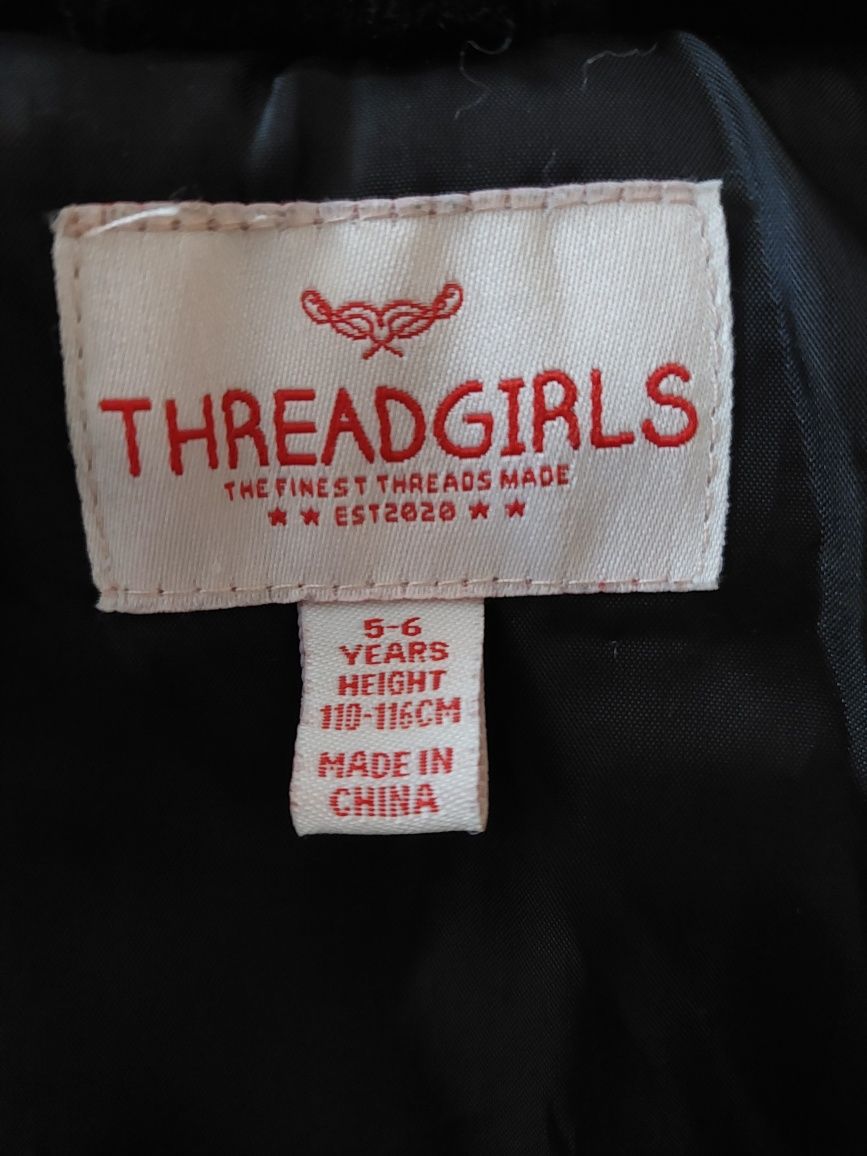 THREADGIRLS
THE FINEST THREADS MADE
★ ★ EST2020 ★ ★
5-6
YEARS
HEIGHT
110-116CM
MADE IN
CHINA